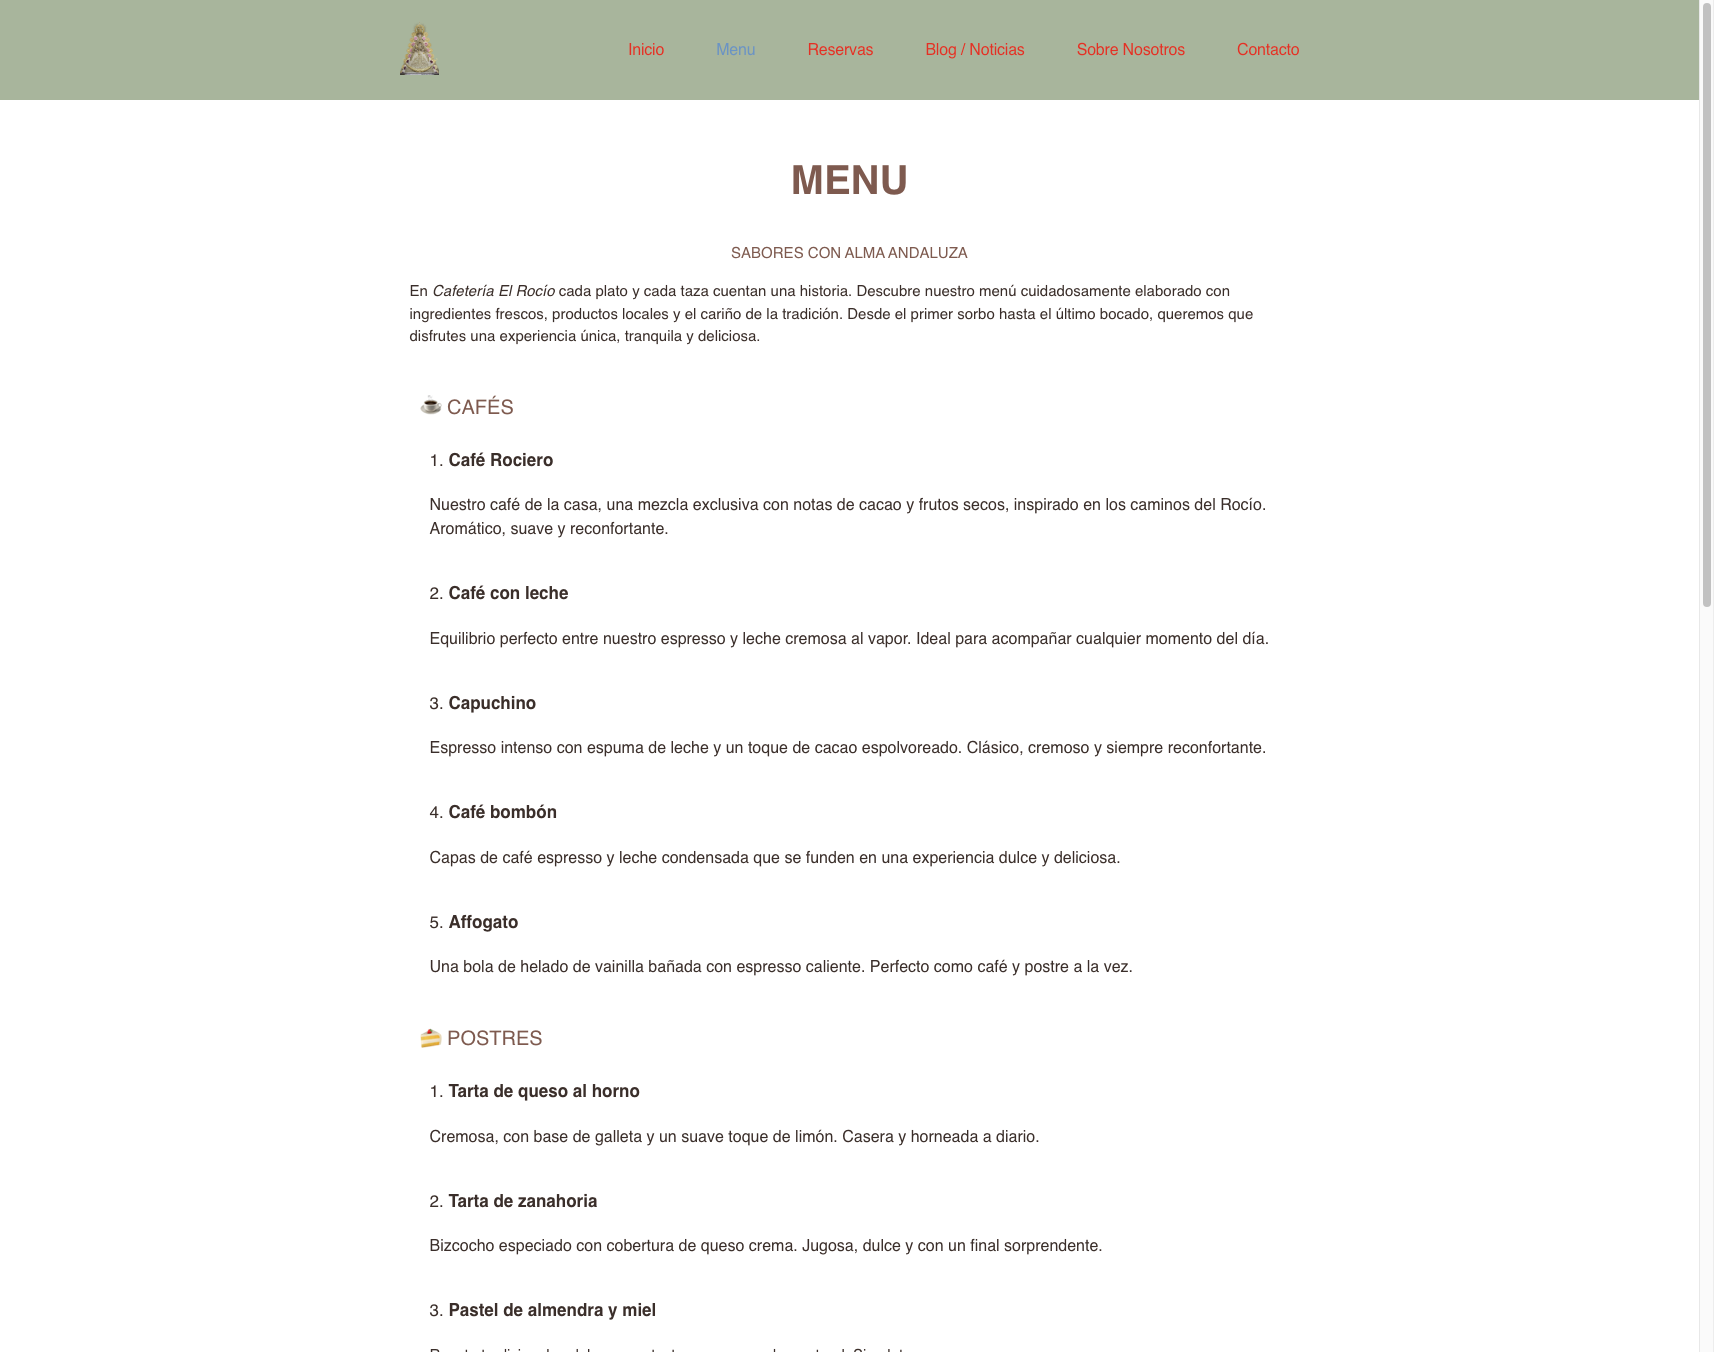 Inicio Menu Reservas Blog / Noticias Sobre Nosotros Contacto
MENU
SABORES CON ALMA ANDALUZA
En Cafetería El Rocío cada plato y cada taza cuentan una historia. Descubre nuestro menú cuidadosamente elaborado con
ingredientes frescos, productos locales y el cariño de la tradición. Desde el primer sorbo hasta el último bocado, queremos que
disfrutes una experiencia única, tranquila y deliciosa.
☕ CAFÉS
1. Café Rociero
Nuestro café de la casa, una mezcla exclusiva con notas de cacao y frutos secos, inspirado en los caminos del Rocío.
Aromático, suave y reconfortante.
2. Café con leche
Equilibrio perfecto entre nuestro espresso y leche cremosa al vapor. Ideal para acompañar cualquier momento del día.
3. Capuchino
Espresso intenso con espuma de leche y un toque de cacao espolvoreado. Clásico, cremoso y siempre reconfortante.
4. Café bombón
Capas de café espresso y leche condensada que se funden en una experiencia dulce y deliciosa.
5. Affogato
Una bola de helado de vainilla bañada con espresso caliente. Perfecto como café y postre a la vez.
🍰 POSTRES
1. Tarta de queso al horno
Cremosa, con base de galleta y un suave toque de limón. Casera y horneada a diario.
2. Tarta de zanahoria
Bizcocho especiado con cobertura de queso crema. Jugosa, dulce y con un final sorprendente.
3. Pastel de almendra y miel